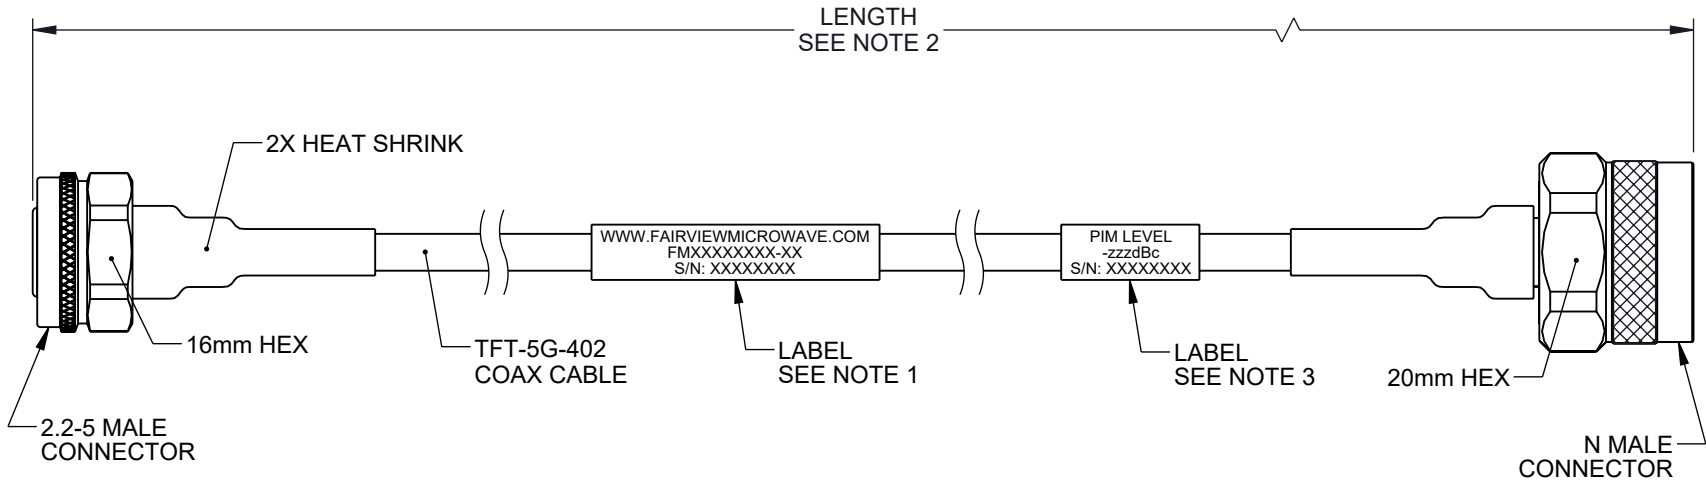 LENGTH
SEE NOTE 2
2X HEAT SHRINK
WWW.FAIRVIEWMICROWAVE.COM
FMXXXXXXXX-XX
S/N: XXXXXXXX
PIM LEVEL
-zzzdBc
S/N: XXXXXXXX
16mm HEX
TFT-5G-402
COAX CABLE
LABEL
SEE NOTE 1
LABEL
SEE NOTE 3
20mm HEX
2.2-5 MALE
CONNECTOR
N MALE
CONNECTOR